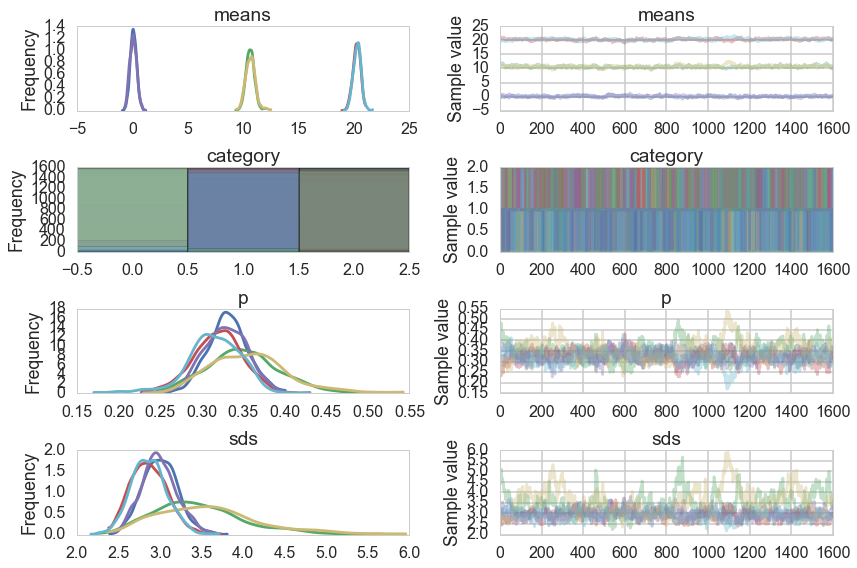 means
Frequency
1.4
1.2
1.0
0.8
0.6
0.4
0.2
0.0
−5 0 5 10 15 20 25
means
Sample value
25
20
15
10
5
0
−5
0 200 400 600 800 1000 1200 1400 1600
category
Frequency
1600
1400
1200
1000
800
600
400
200
0
−0.5 0.0 0.5 1.0 1.5 2.0 2.5
category
Sample value
2.0
1.5
1.0
0.5
0.0
0 200 400 600 800 1000 1200 1400 1600
p
Frequency
18
16
14
12
10
8
6
4
2
0
0.15 0.20 0.25 0.30 0.35 0.40 0.45 0.50 0.55
p
Sample value
0.55
0.50
0.45
0.40
0.35
0.30
0.25
0.20
0.15
0 200 400 600 800 1000 1200 1400 1600
sds
Frequency
2.0
1.5
1.0
0.5
0.0
2.0 2.5 3.0 3.5 4.0 4.5 5.0 5.5 6.0
sds
Sample value
6.0
5.5
5.0
4.5
4.0
3.5
3.0
2.5
2.0
0 200 400 600 800 1000 1200 1400 1600